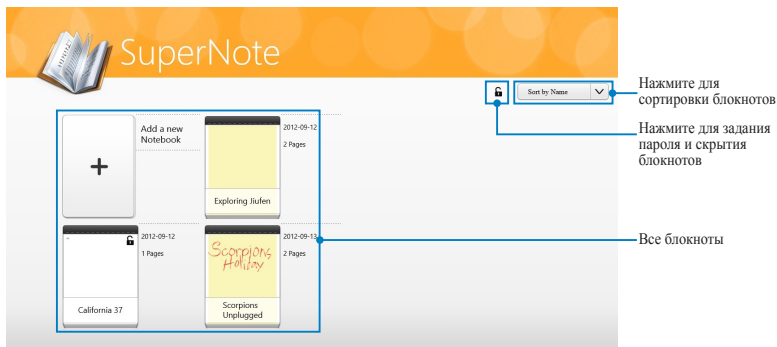 SuperNote
Sort by Name
Нажмите для
сортировки блокнотов
Нажмите для задания
пароля и скрытия
блокнотов
Add a new
Notebook
2012-09-12
2 Pages
Exploring Jiufen
2012-09-12
1 Pages
California 37
2012-09-13
2 Pages
Scorpions
Holiday
Scorpions
Unplugged
Все блокноты